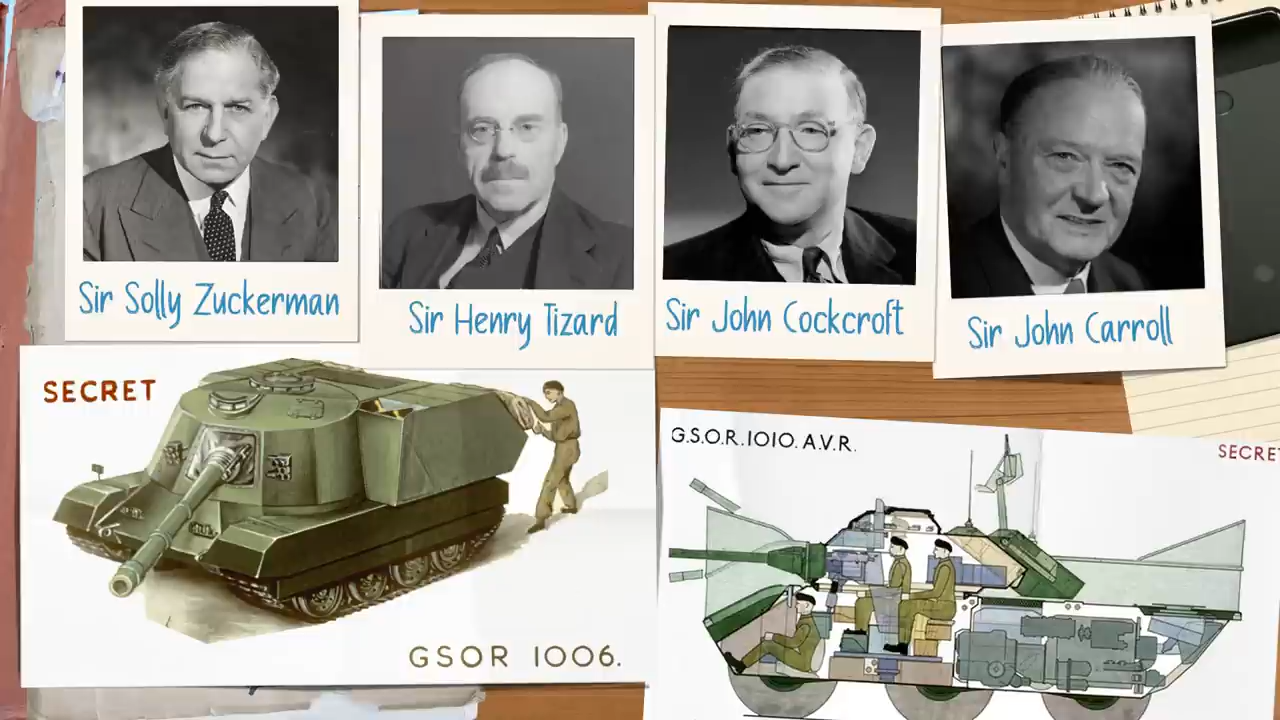 Sir Solly Zuckerman
Sir Henry Tizard
Sir John Cockcroft
Sir John Carroll
SECRET
GSOR 1006.
G.S.O.R.1010. A.V.R.
SECRET